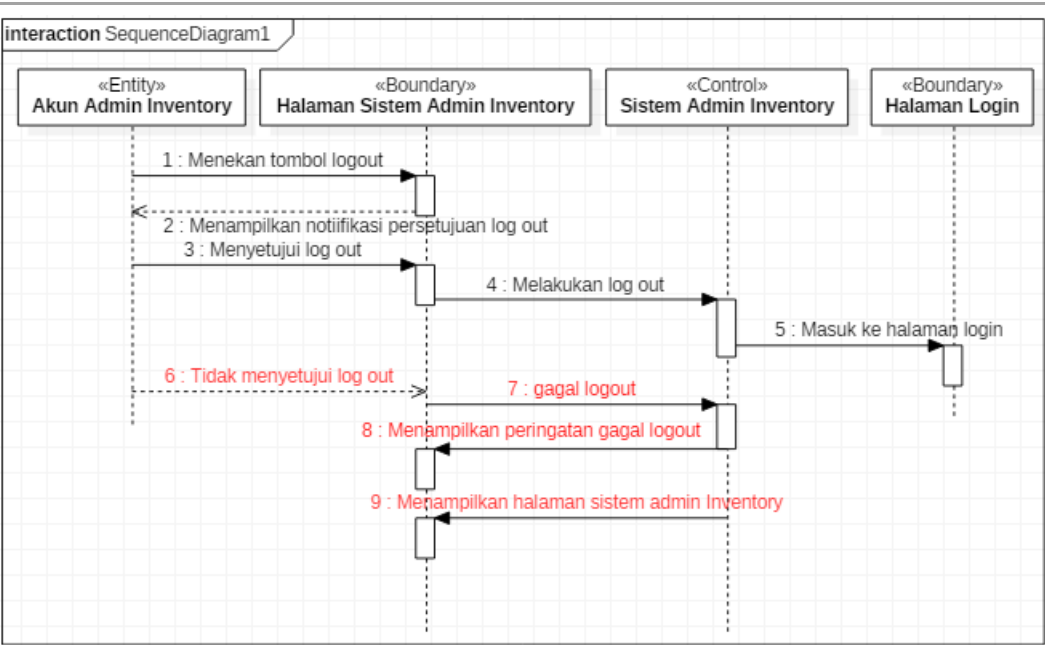 interaction SequenceDiagram1
«Entity»
Akun Admin Inventory
«Boundary»
Halaman Sistem Admin Inventory
«Control»
Sistem Admin Inventory
«Boundary»
Halaman Login
1 : Menekan tombol logout
2 : Menampilkan notiifikasi persetujuan log out
3 : Menyetujui log out
4 : Melakukan log out
5 : Masuk ke halaman login
6 : Tidak menyetujui log out
7 : gagal logout
8 : Menampilkan peringatan gagal logout
9 : Menampilkan halaman sistem admin Inventory